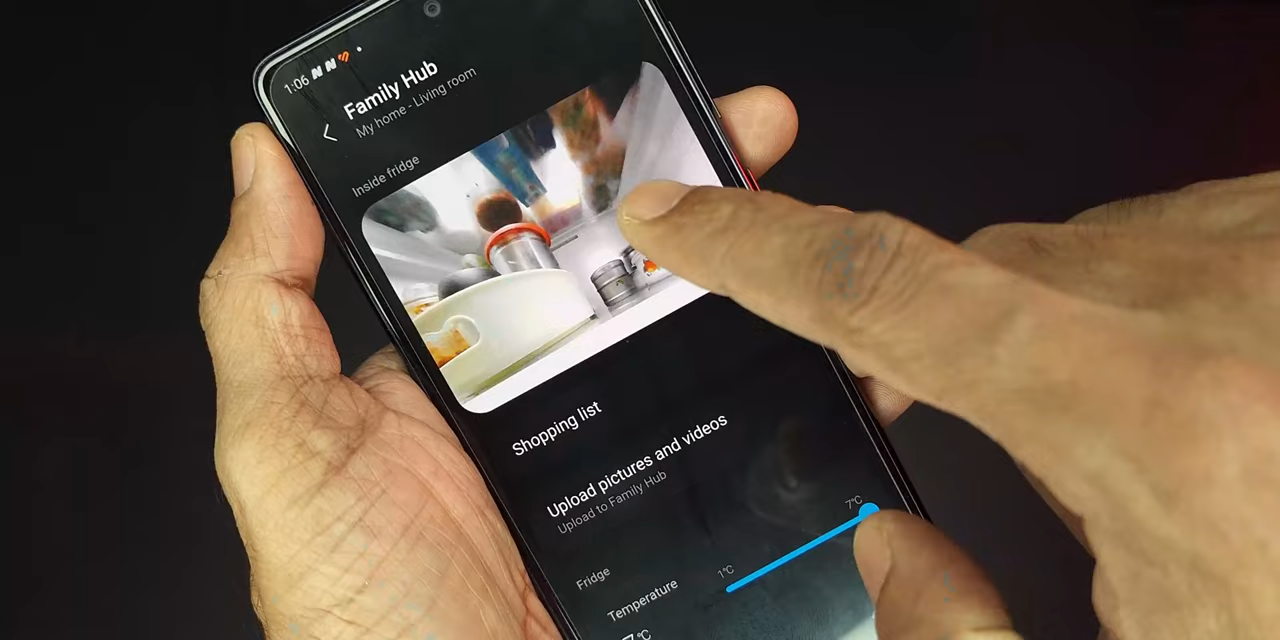 1:06
Family Hub
My home - Living room
Inside fridge
Shopping list
Upload pictures and videos
Upload to Family Hub
Fridge
Temperature
1°C 7°C
7°C